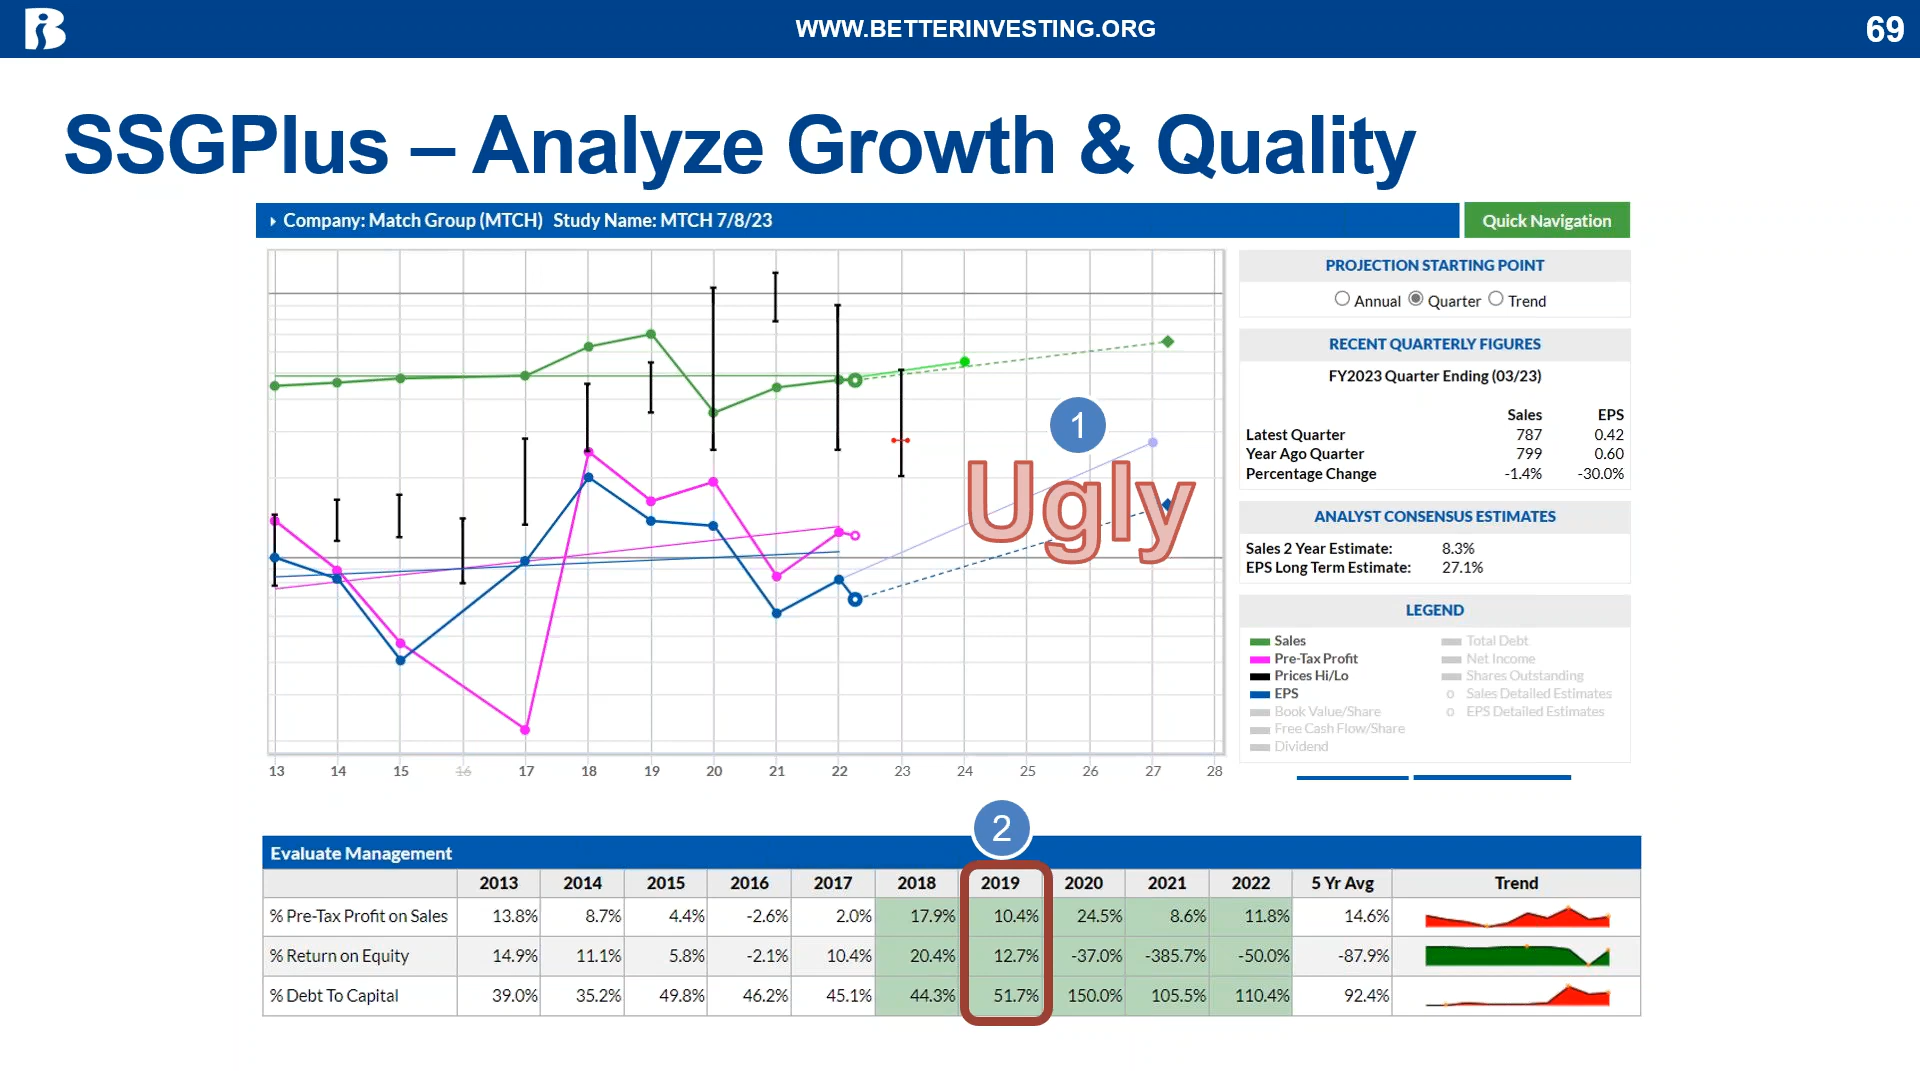 WWW.BETTERINVESTING.ORG
69
SSGPlus – Analyze Growth & Quality
Company: Match Group (MTCH) Study Name: MTCH 7/8/23
Quick Navigation
PROJECTION STARTING POINT
Annual Quarter Trend
RECENT QUARTERLY FIGURES
FY2023 Quarter Ending (03/23)
Sales EPS
Latest Quarter 787 0.42
Year Ago Quarter 799 0.60
Percentage Change -1.4% -30.0%
ANALYST CONSENSUS ESTIMATES
Sales 2 Year Estimate: 8.3%
EPS Long Term Estimate: 27.1%
LEGEND
Sales Total Debt
Pre-Tax Profit Net Income
Prices Hi/Lo Shares Outstanding
EPS Sales Detailed Estimates
Book Value/Share EPS Detailed Estimates
Free Cash Flow/Share
Dividend
1
Ugly
13 14 15 16 17 18 19 20 21 22 23 24 25 26 27 28
2
Evaluate Management
2013 2014 2015 2016 2017 2018 2019 2020 2021 2022 5 Yr Avg Trend
% Pre-Tax Profit on Sales 13.8% 8.7% 4.4% -2.6% 2.0% 17.9% 10.4% 24.5% 8.6% 11.8% 14.6%
% Return on Equity 14.9% 11.1% 5.8% -2.1% 10.4% 20.4% 12.7% -37.0% -385.7% -50.0% -87.9%
% Debt To Capital 39.0% 35.2% 49.8% 46.2% 45.1% 44.3% 51.7% 150.0% 105.5% 110.4% 92.4%